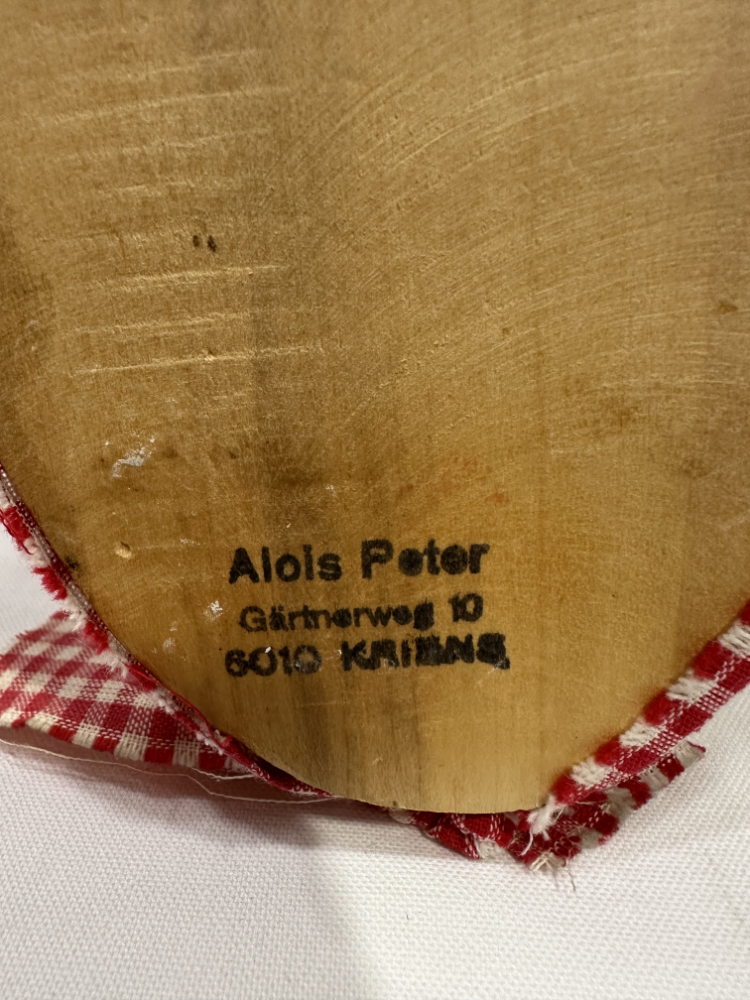 Alois Peter
Gärtnerweg 10
6010 KRIENS